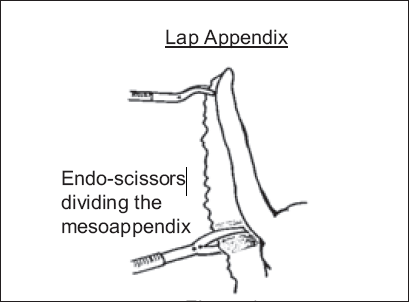 Lap Appendix
Endo-scissors
dividing the
mesoappendix